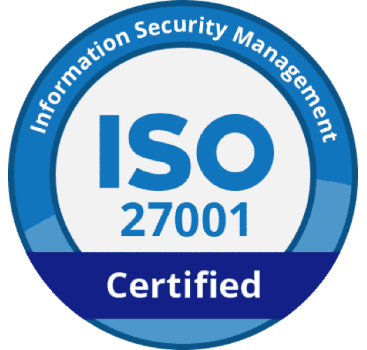 Information Security Management
ISO
27001
Certified